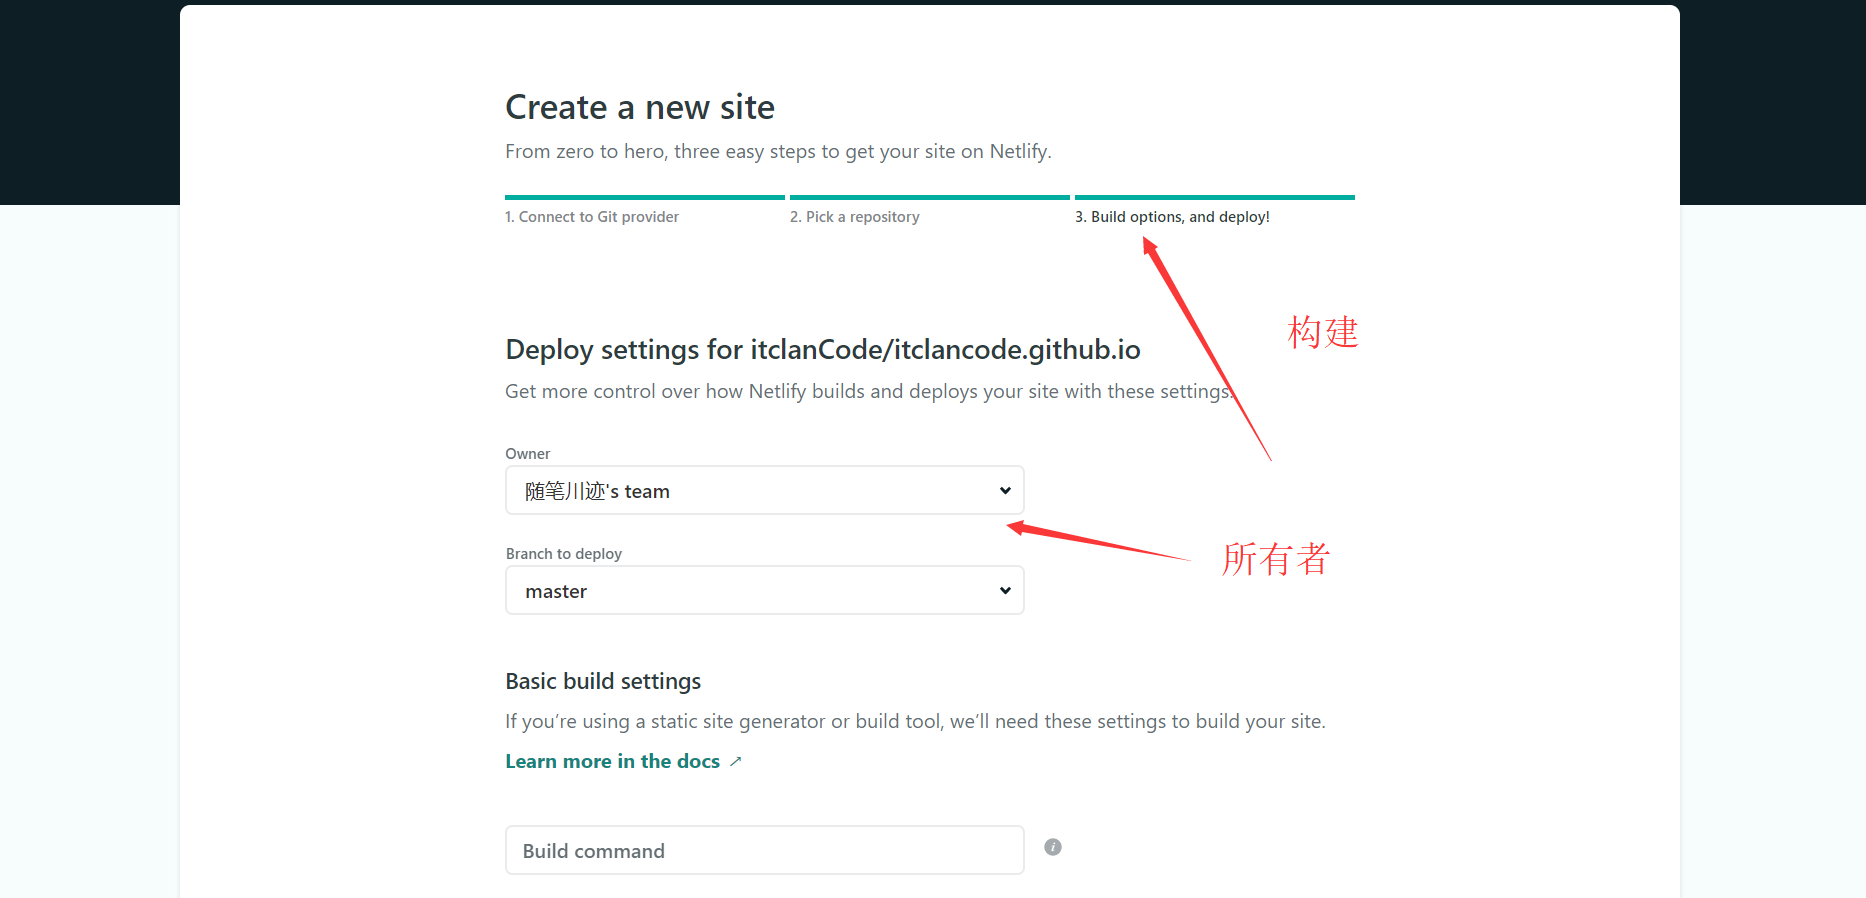 Create a new site
From zero to hero, three easy steps to get your site on Netlify.
1. Connect to Git provider
2. Pick a repository
3. Build options, and deploy!
构建
Deploy settings for itclanCode/itclancode.github.io
Get more control over how Netlify builds and deploys your site with these settings.
Owner
随笔川迹's team
所有者
Branch to deploy
master
Basic build settings
If you’re using a static site generator or build tool, we’ll need these settings to build your site.
Learn more in the docs ↗
Build command
i